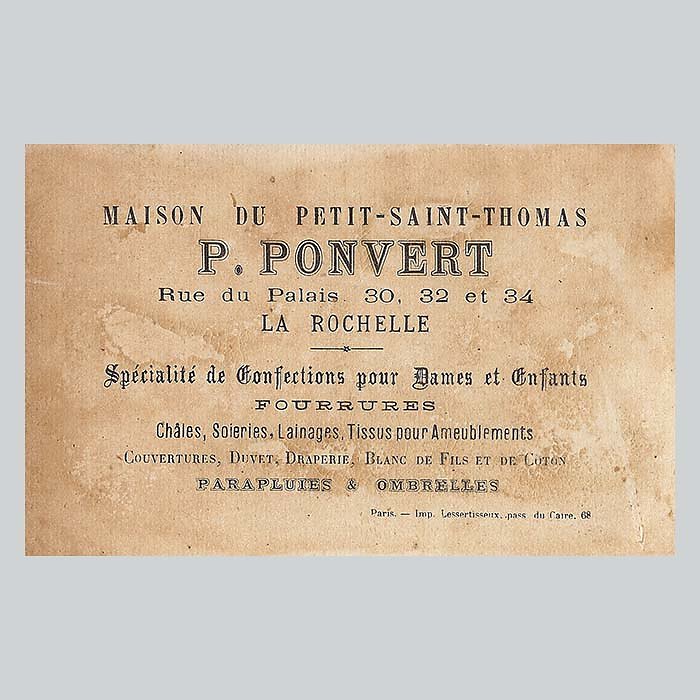 MAISON DU PETIT-SAINT-THOMAS
P. PONVERT
Rue du Palais. 30, 32 et 34
LA ROCHELLE
Spécialité de Confections pour Dames et Enfants
FOURRURES
Châles, Soieries, Lainages, Tissus pour Ameublements
COUVERTURES, DUVET, DRAPERIE, BLANC DE FILS ET DE COTON
PARAPLUIES & OMBRELLES
Paris. — Imp. Lessertisseux, pass. du Caire, 68